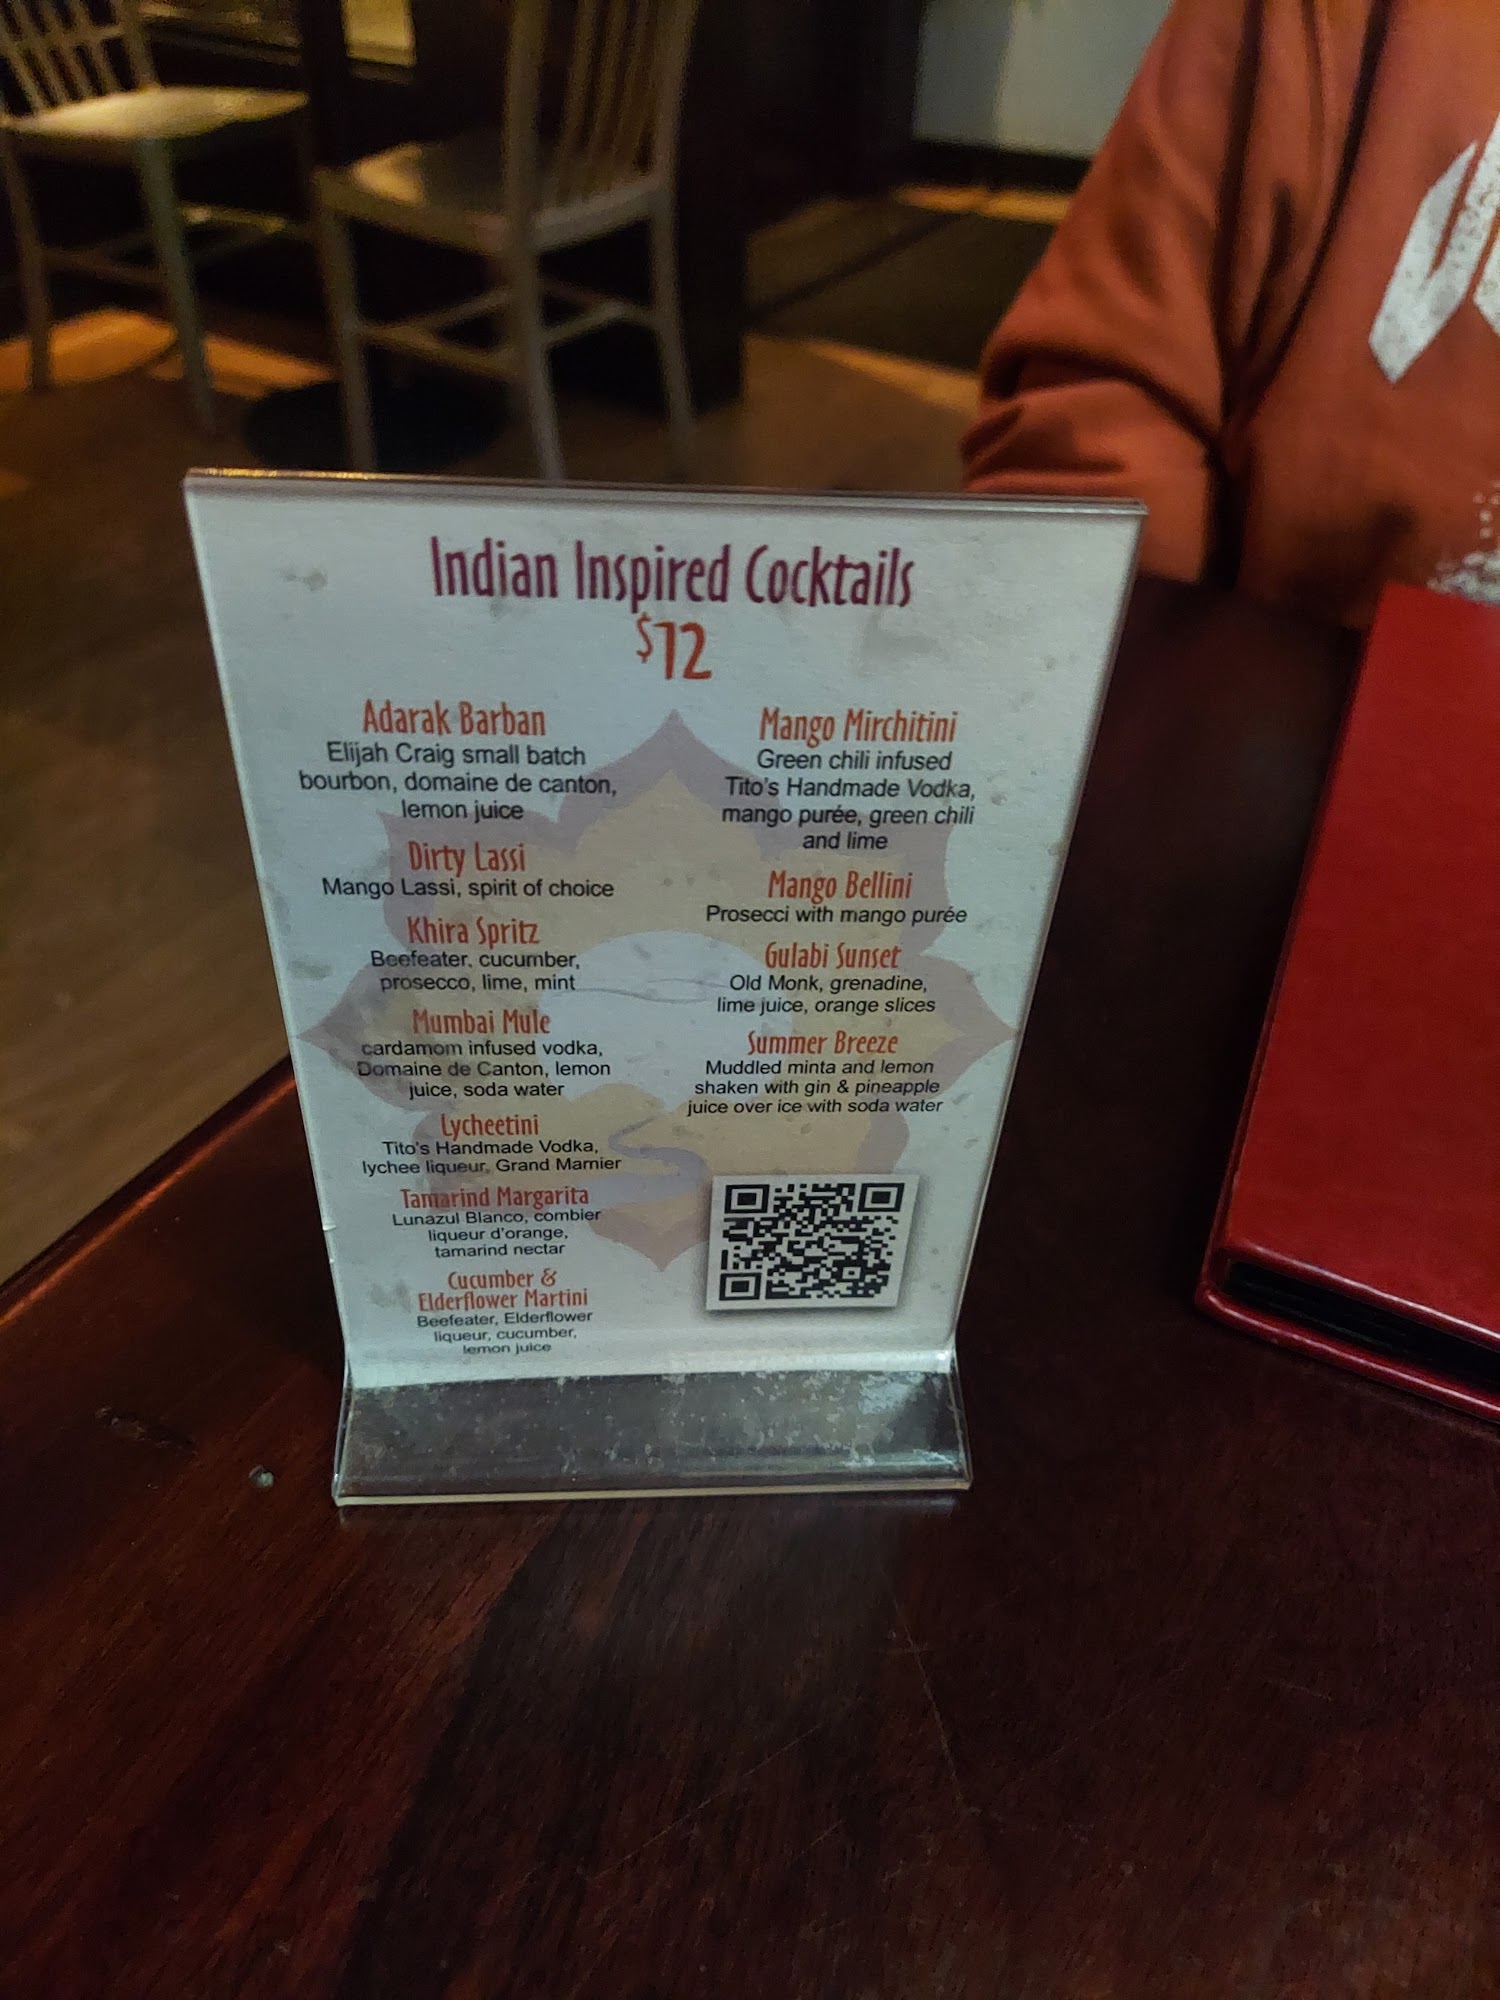 Indian Inspired Cocktails
$12
Adarak Barban
Elijah Craig small batch
bourbon, domaine de canton,
lemon juice
Dirty Lassi
Mango Lassi, spirit of choice
Khira Spritz
Beefeater, cucumber,
prosecco, lime, mint
Mumbai Mule
cardamom infused vodka,
Domaine de Canton, lemon
juice, soda water
Lycheetini
Tito's Handmade Vodka,
lychee liqueur, Grand Marnier
Tamarind Margarita
Lunazul Blanco, combier
liqueur d'orange,
tamarind nectar
Cucumber &
Elderflower Martini
Beefeater, Elderflower
liqueur, cucumber,
lemon juice
Mango Mirchitini
Green chili infused
Tito's Handmade Vodka,
mango purée, green chili
and lime
Mango Bellini
Prosecci with mango purée
Gulabi Sunset
Old Monk, grenadine,
lime juice, orange slices
Summer Breeze
Muddled minta and lemon
shaken with gin & pineapple
juice over ice with soda water